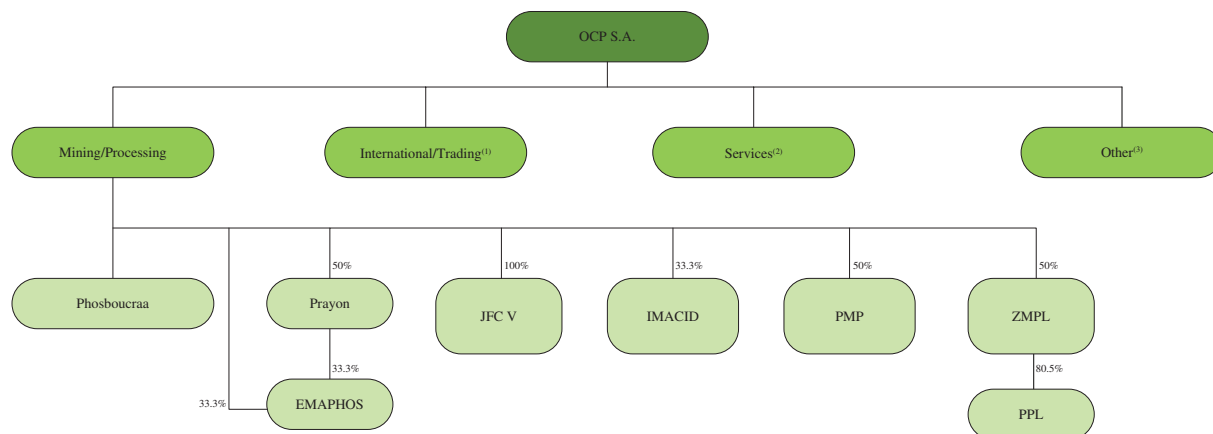 OCP S.A.
Mining/Processing
International/Trading(1)
Services(2)
Other(3)
50%
100%
33.3%
50%
50%
Phosboucraa
Prayon
JFC V
IMACID
PMP
ZMPL
33.3%
80.5%
33.3%
EMAPHOS
PPL